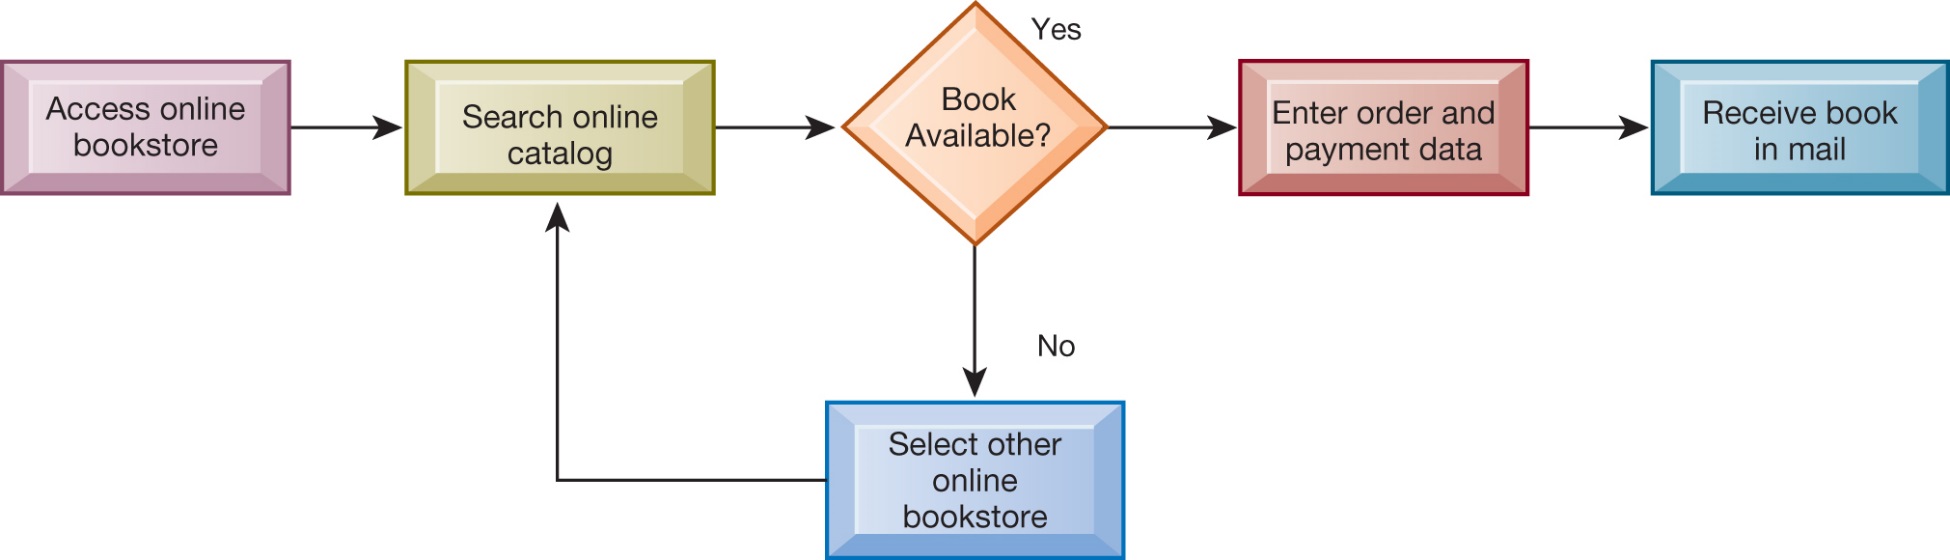 Access online
bookstore
Search online
catalog
Book
Available?
Yes
Enter order and
payment data
Receive book
in mail
No
Select other
online
bookstore